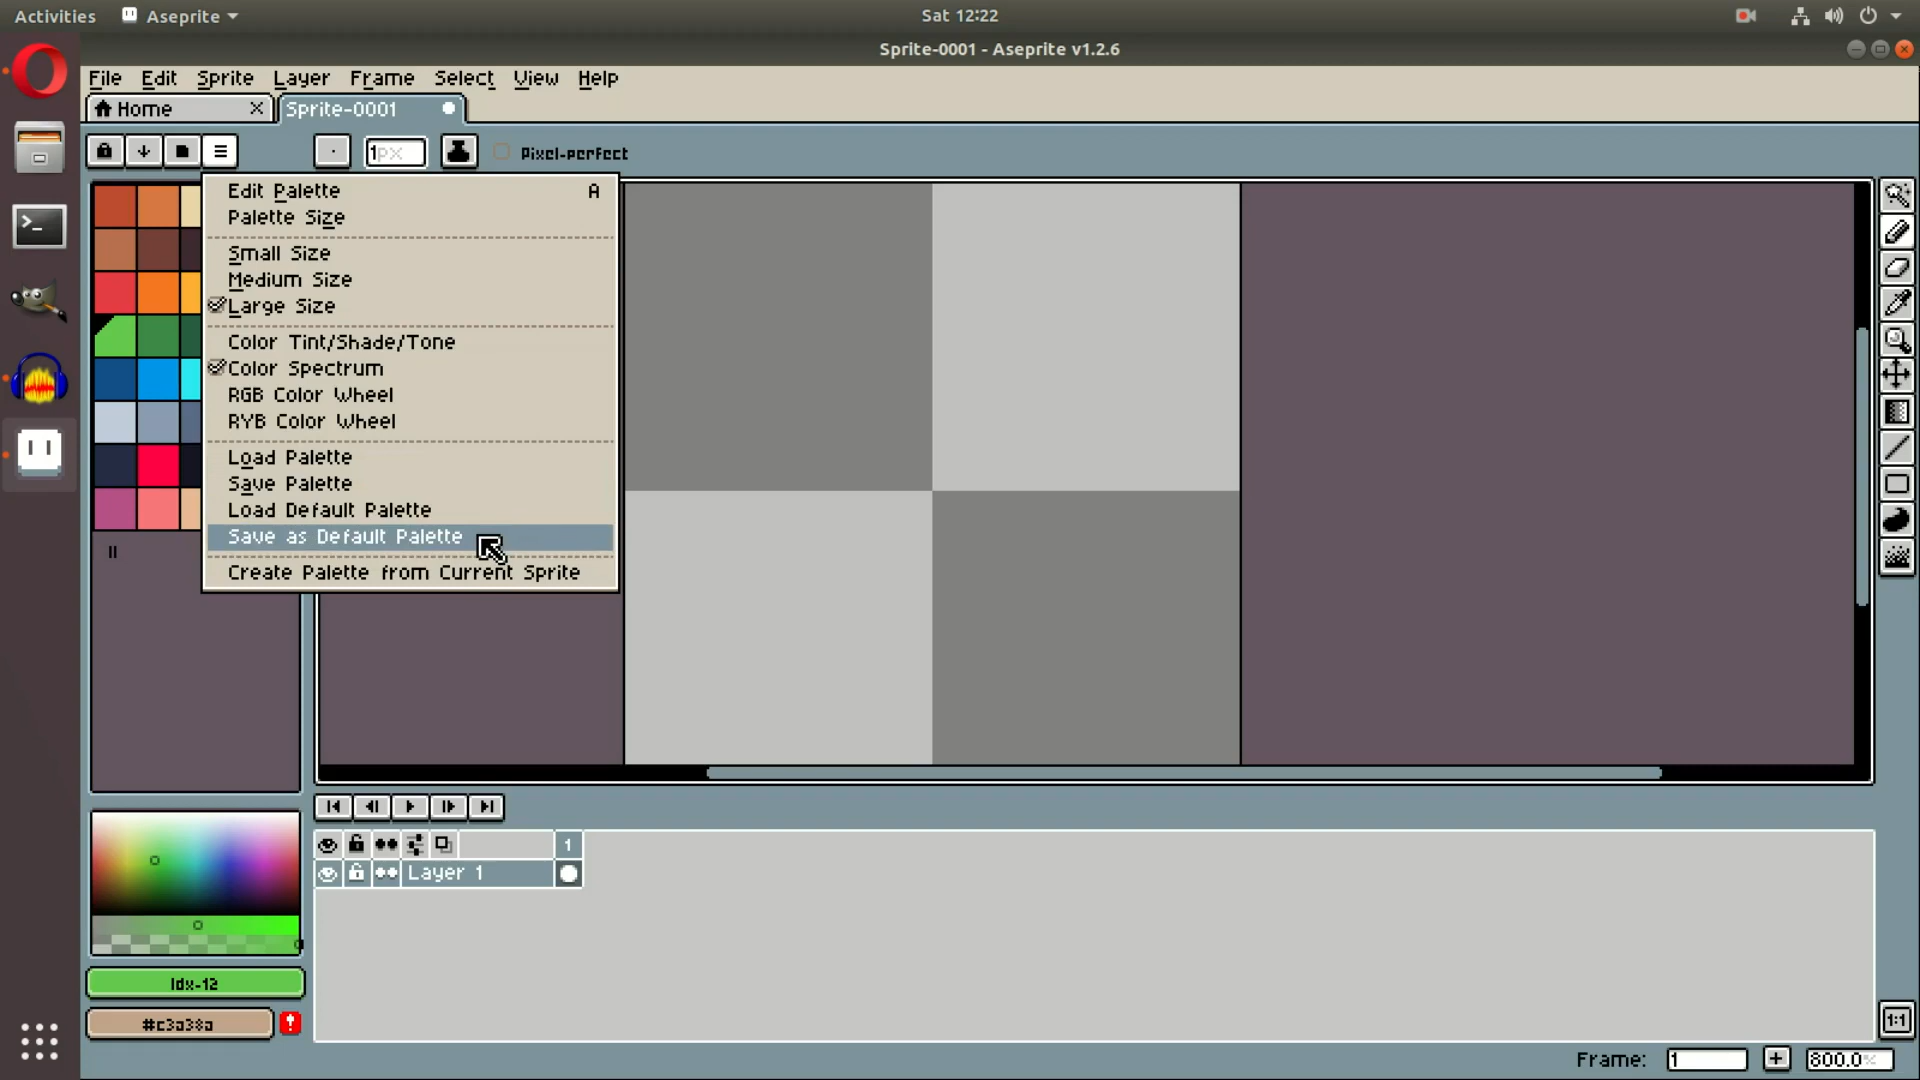 Activities Aseprite Sat 12:22
Sprite-0001 - Aseprite v1.2.6
File Edit Sprite Layer Frame Select View Help
Home Sprite-0001
1px Pixel-perfect
Edit Palette A
Palette Size
Small Size
Medium Size
Large Size
Color Tint/Shade/Tone
Color Spectrum
RGB Color Wheel
RYB Color Wheel
Load Palette
Save Palette
Load Default Palette
Save as Default Palette
Create Palette from Current Sprite
1
Layer 1
Idx-12
#c3a38a
1:1
Frame: 1 + 800.0%